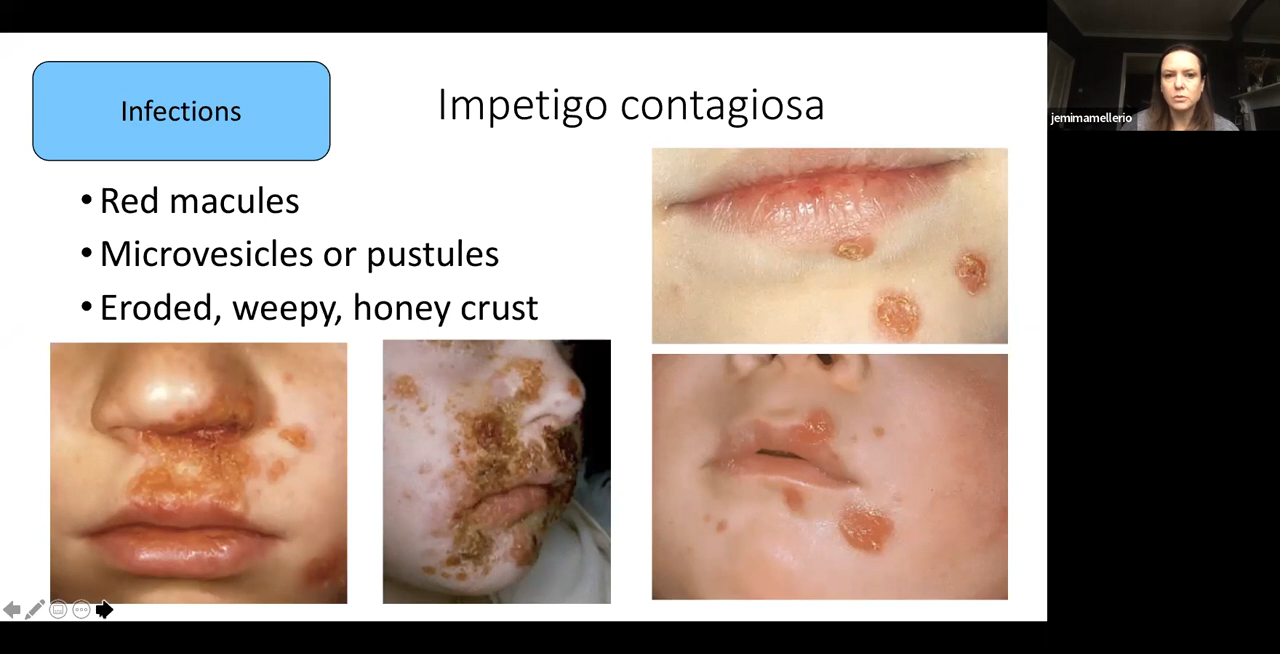 Infections
Impetigo contagiosa
• Red macules
• Microvesicles or pustules
• Eroded, weepy, honey crust
jemimamellerio